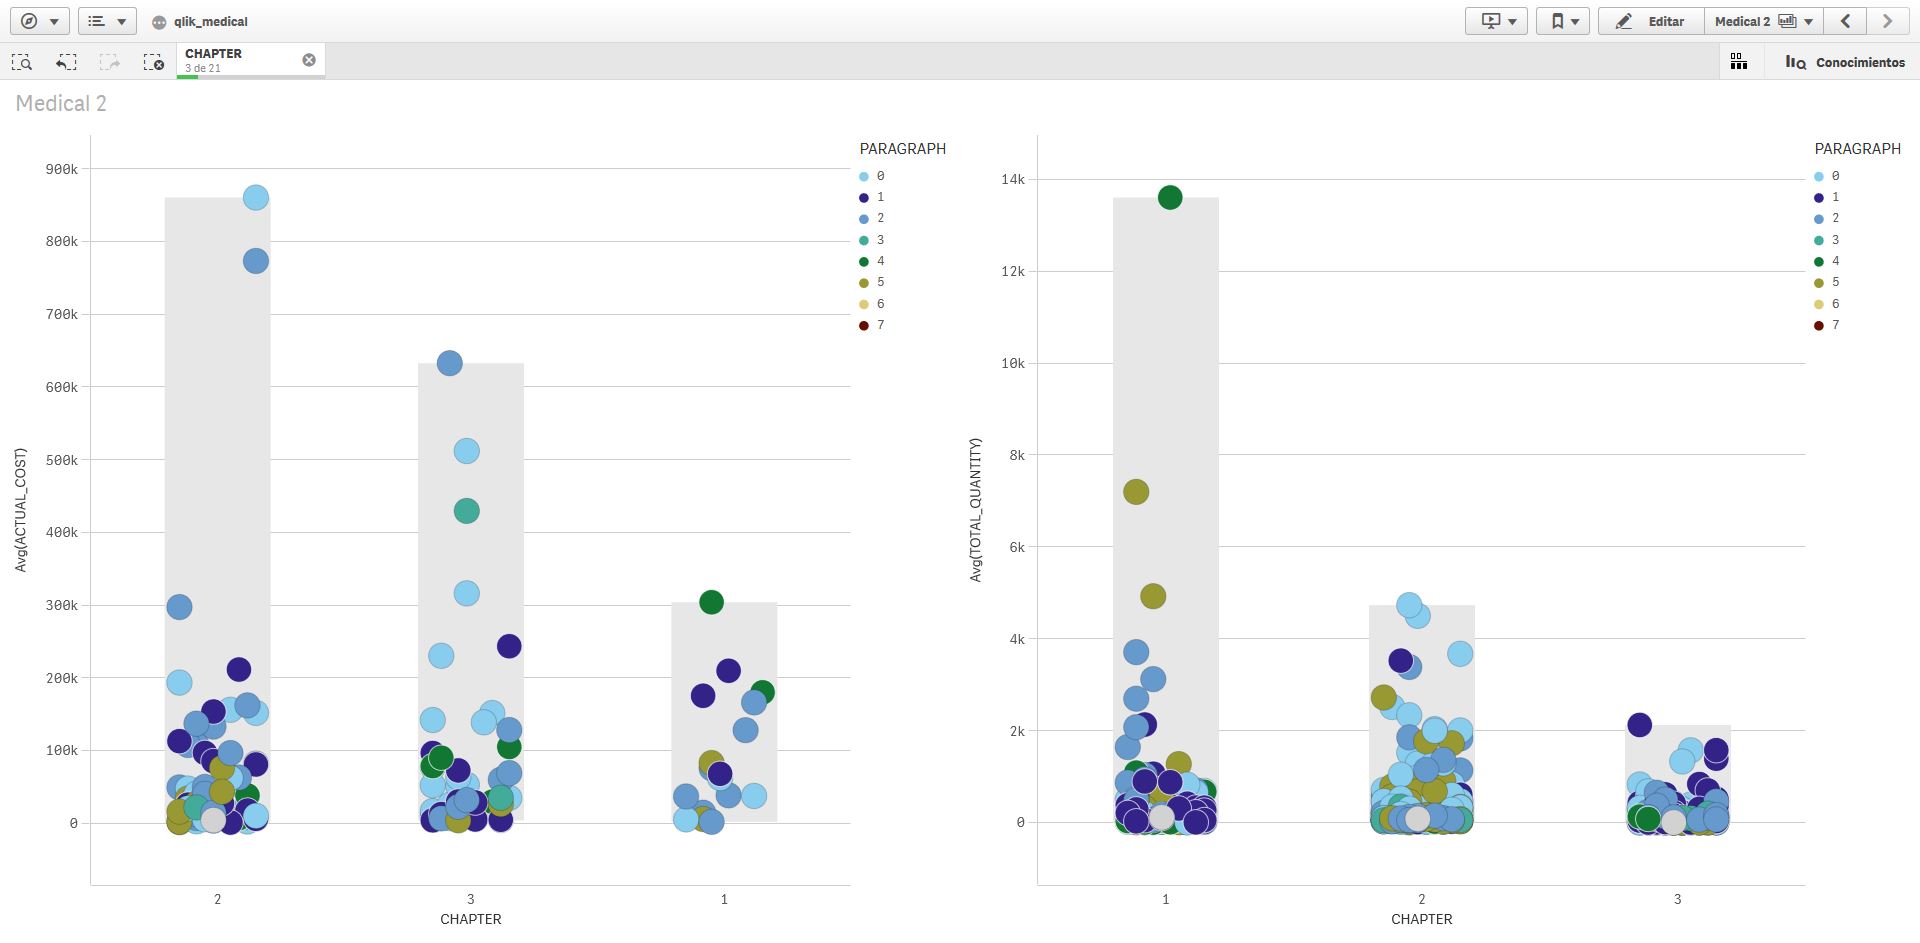 qlik_medical
Editar
Medical 2
CHAPTER
3 de 21
Conocimientos
Medical 2
Avg(ACTUAL_COST)
900k
800k
700k
600k
500k
400k
300k
200k
100k
0
2
3
1
CHAPTER
PARAGRAPH
0
1
2
3
4
5
6
7
Avg(TOTAL_QUANTITY)
14k
12k
10k
8k
6k
4k
2k
0
1
2
3
CHAPTER
PARAGRAPH
0
1
2
3
4
5
6
7